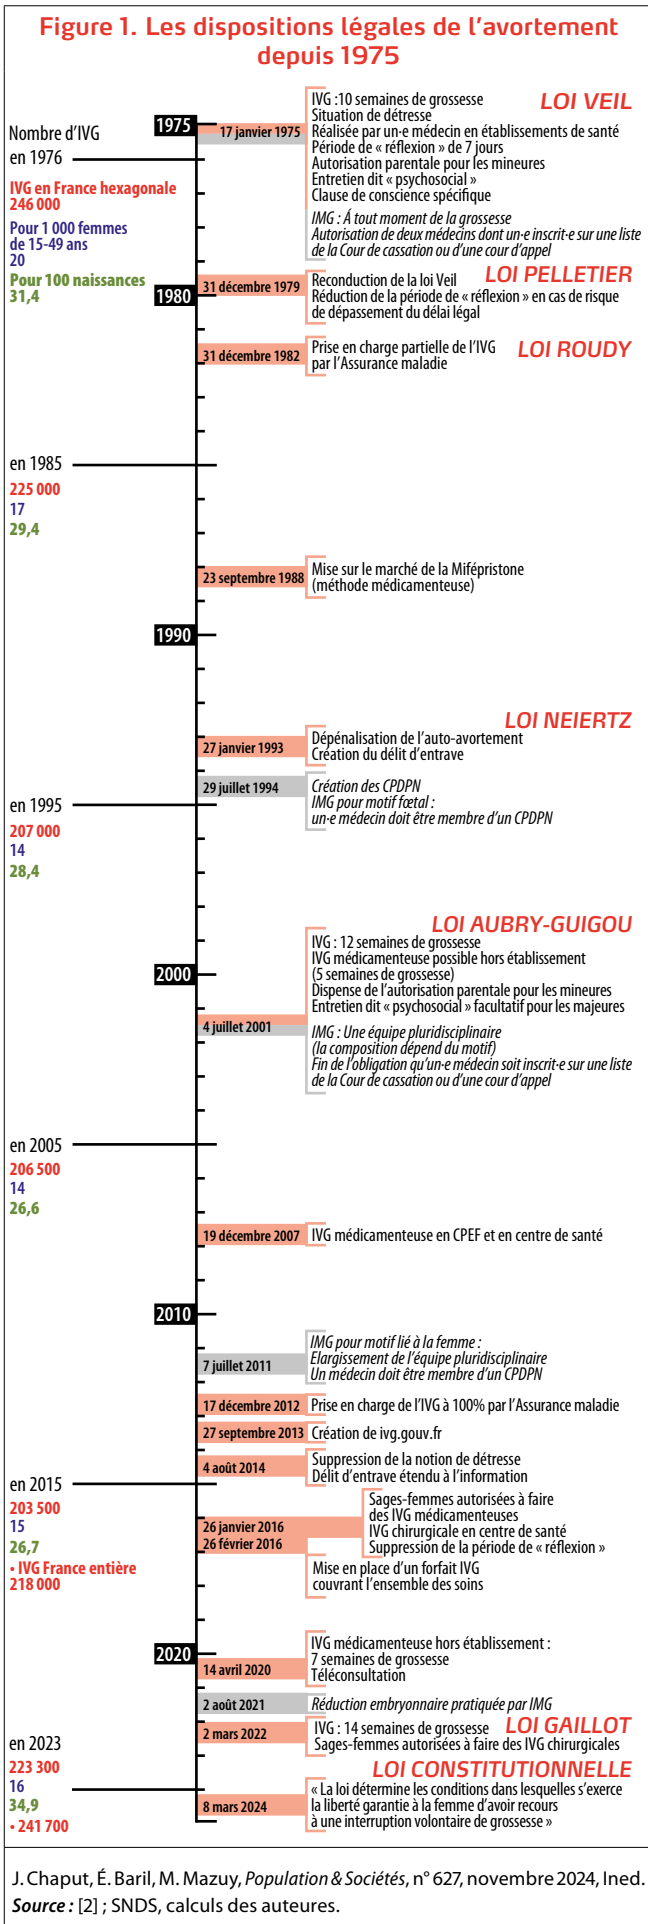 Figure 1. Les dispositions légales de l’avortement
depuis 1975
Nombre d’IVG
en 1976
IVG en France hexagonale
246 000
Pour 1 000 femmes
de 15-49 ans
20
Pour 100 naissances
31,4
1975
17 janvier 1975
LOI VEIL
IVG :10 semaines de grossesse
Situation de détresse
Réalisée par un·e médecin en établissements de santé
Période de « réflexion » de 7 jours
Autorisation parentale pour les mineures
Entretien dit « psychosocial »
Clause de conscience spécifique
IMG : Á tout moment de la grossesse
Autorisation de deux médecins dont un·e inscrit·e sur une liste
de la Cour de cassation ou d’une cour d’appel
1980
31 décembre 1979
LOI PELLETIER
Reconduction de la loi Veil
Réduction de la période de « réflexion » en cas de risque
de dépassement du délai légal
31 décembre 1982
Prise en charge partielle de l’IVG
par l’Assurance maladie
LOI ROUDY
en 1985
225 000
17
29,4
23 septembre 1988
Mise sur le marché de la Mifépristone
(méthode médicamenteuse)
1990
LOI NEIERTZ
27 janvier 1993
Dépénalisation de l’auto-avortement
Création du délit d’entrave
29 juillet 1994
Création des CPDPN
IMG pour motif fœtal :
un·e médecin doit être membre d’un CPDPN
en 1995
207 000
14
28,4
LOI AUBRY-GUIGOU
2000
4 juillet 2001
IVG : 12 semaines de grossesse
IVG médicamenteuse possible hors établissement
(5 semaines de grossesse)
Dispense de l’autorisation parentale pour les mineures
Entretien dit « psychosocial » facultatif pour les majeures
IMG : Une équipe pluridisciplinaire
(la composition dépend du motif)
Fin de l’obligation qu’un·e médecin soit inscrit·e sur une liste
de la Cour de cassation ou d’une cour d’appel
en 2005
206 500
14
26,6
19 décembre 2007
IVG médicamenteuse en CPEF et en centre de santé
2010
7 juillet 2011
IMG pour motif lié à la femme :
Elargissement de l’équipe pluridisciplinaire
Un médecin doit être membre d’un CPDPN
17 décembre 2012
Prise en charge de l’IVG à 100% par l’Assurance maladie
27 septembre 2013
Création de ivg.gouv.fr
4 août 2014
Suppression de la notion de détresse
Délit d’entrave étendu à l’information
en 2015
203 500
15
26,7
• IVG France entière
218 000
26 janvier 2016
26 février 2016
Sages-femmes autorisées à faire
des IVG médicamenteuses
IVG chirurgicale en centre de santé
Suppression de la période de « réflexion »
Mise en place d’un forfait IVG
couvrant l’ensemble des soins
2020
14 avril 2020
IVG médicamenteuse hors établissement :
7 semaines de grossesse
Téléconsultation
2 août 2021
Réduction embryonnaire pratiquée par IMG
2 mars 2022
IVG : 14 semaines de grossesse
LOI GAILLOT
Sages-femmes autorisées à faire des IVG chirurgicales
en 2023
223 300
16
34,9
• 241 700
LOI CONSTITUTIONNELLE
8 mars 2024
« La loi détermine les conditions dans lesquelles s’exerce
la liberté garantie à la femme d’avoir recours
à une interruption volontaire de grossesse »
J. Chaput, É. Baril, M. Mazuy, Population & Sociétés, n° 627, novembre 2024, Ined.
Source : [2] ; SNDS, calculs des auteures.